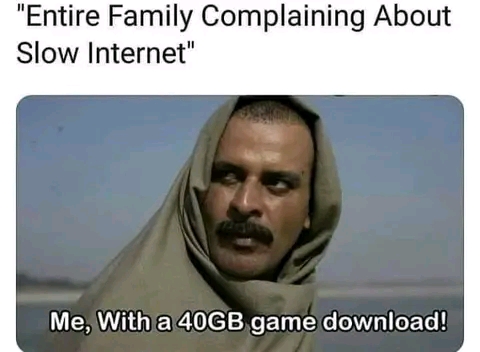 "Entire Family Complaining About
Slow Internet"
Me, With a 40GB game download!